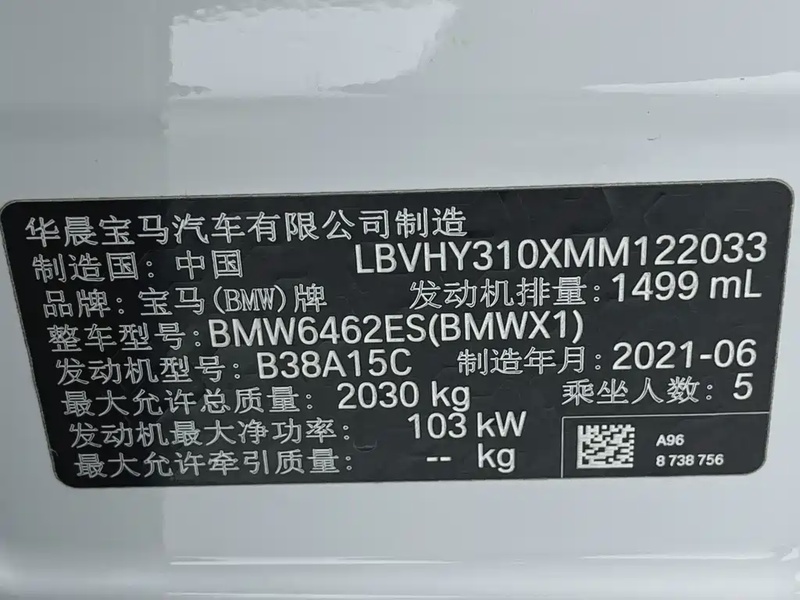 华晨宝马汽车有限公司制造
制造国: 中国 LBVHY310XMM122033
品牌: 宝马(BMW)牌 发动机排量: 1499 mL
整车型号: BMW6462ES(BMWX1)
发动机型号: B38A15C 制造年月: 2021-06
最大允许总质量: 2030 kg 乘坐人数: 5
发动机最大净功率: 103 kW
最大允许牵引质量: -- kg
A96
8 738 756